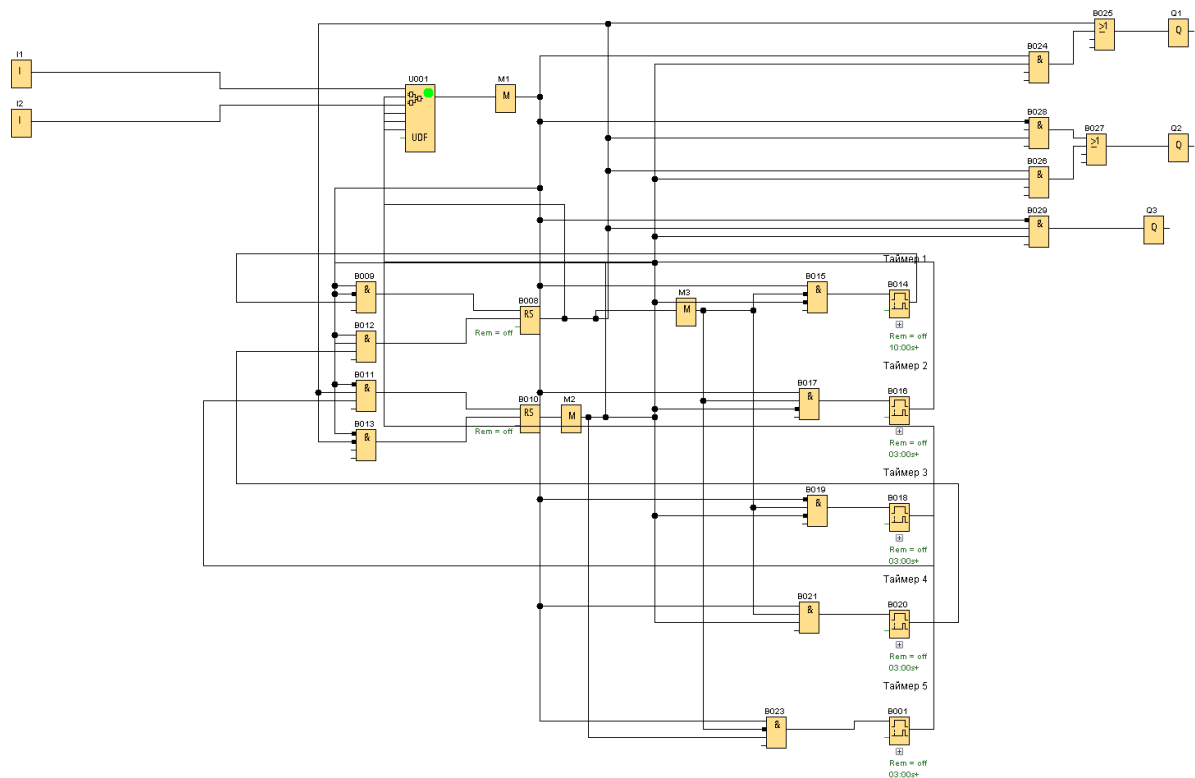 B025 Q1
≥1 Q
I1 B024
I &
U001 M1
M
I2 B028
I & B027 Q2
UDF ≥1 Q
B026
&
B029 Q3
& Q
Таймер 1
B009 B015 B014
& M3 &
B008 M
RS
B012 Rem = off Rem = off
& 10:00s+
Таймер 2
B011 B017 B016
& B010 M2 &
RS M
B013 Rem = off Rem = off
& 03:00s+
Таймер 3
B019 B018
&
Rem = off
03:00s+
Таймер 4
B021 B020
&
Rem = off
03:00s+
Таймер 5
B023 B001
&
Rem = off
03:00s+